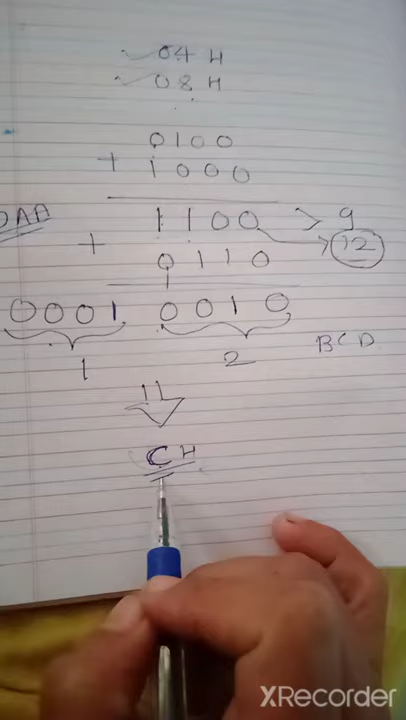 04 H
08 H
0100
+ 1000
DAA
1100 > 9
12
+ 0110
0001 0010
1 2
BCD
CH
XRecorder